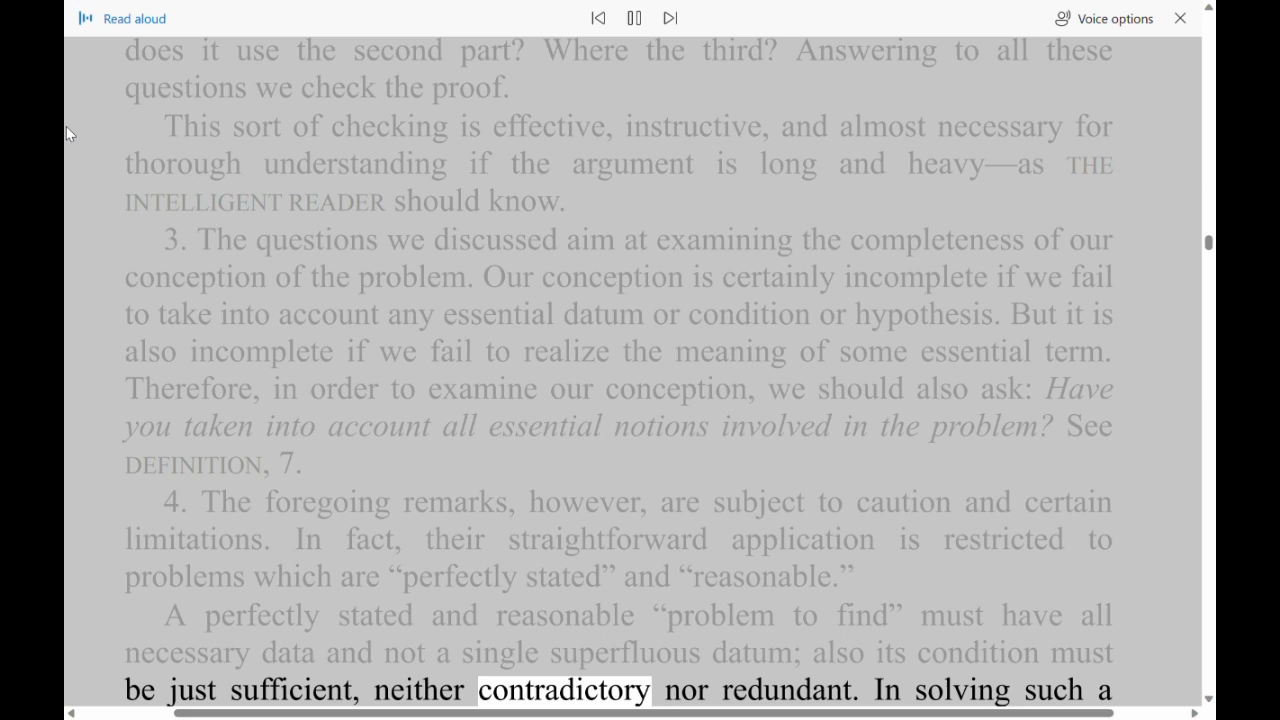 Read aloud
Voice options
does it use the second part? Where the third? Answering to all these
questions we check the proof.
This sort of checking is effective, instructive, and almost necessary for
thorough understanding if the argument is long and heavy—as THE
INTELLIGENT READER should know.
3. The questions we discussed aim at examining the completeness of our
conception of the problem. Our conception is certainly incomplete if we fail
to take into account any essential datum or condition or hypothesis. But it is
also incomplete if we fail to realize the meaning of some essential term.
Therefore, in order to examine our conception, we should also ask: Have
you taken into account all essential notions involved in the problem? See
DEFINITION, 7.
4. The foregoing remarks, however, are subject to caution and certain
limitations. In fact, their straightforward application is restricted to
problems which are “perfectly stated” and “reasonable.”
A perfectly stated and reasonable “problem to find” must have all
necessary data and not a single superfluous datum; also its condition must
be just sufficient, neither contradictory nor redundant. In solving such a